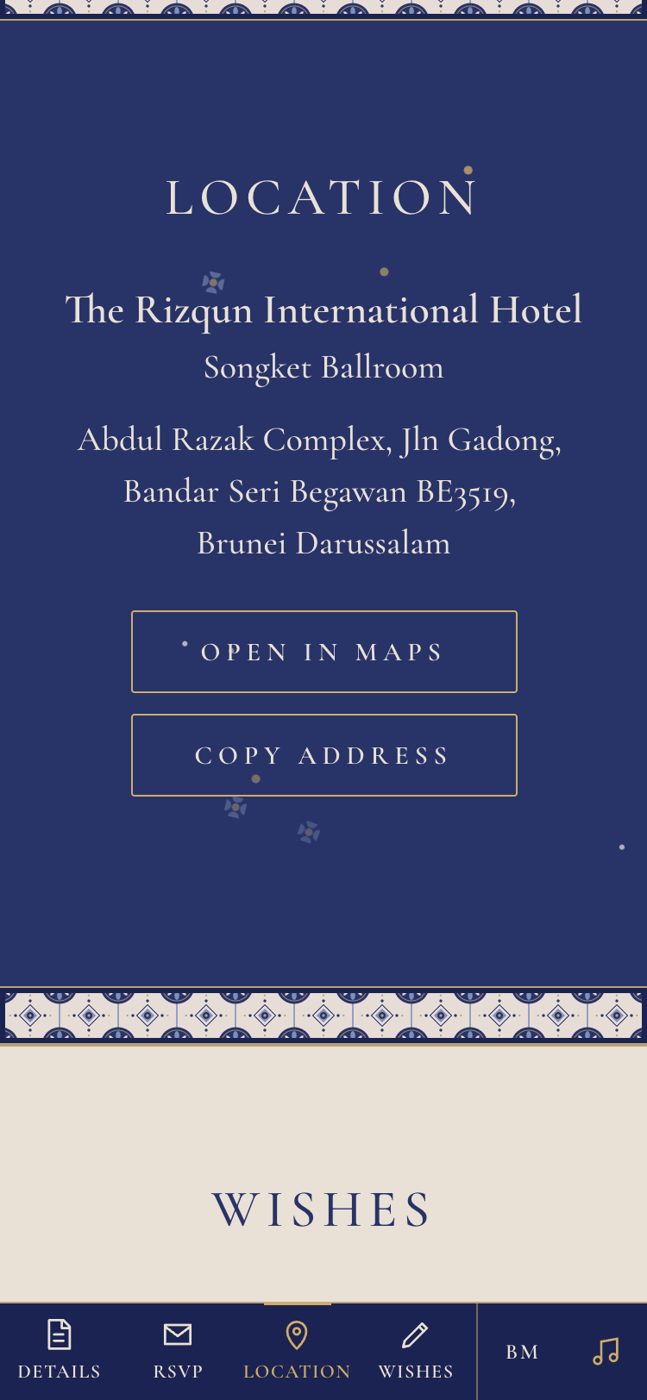 LOCATION
The Rizqun International Hotel
Songket Ballroom
Abdul Razak Complex, Jln Gadong,
Bandar Seri Begawan BE3519,
Brunei Darussalam
OPEN IN MAPS
COPY ADDRESS
WISHES
DETAILS
RSVP
LOCATION
WISHES
BM